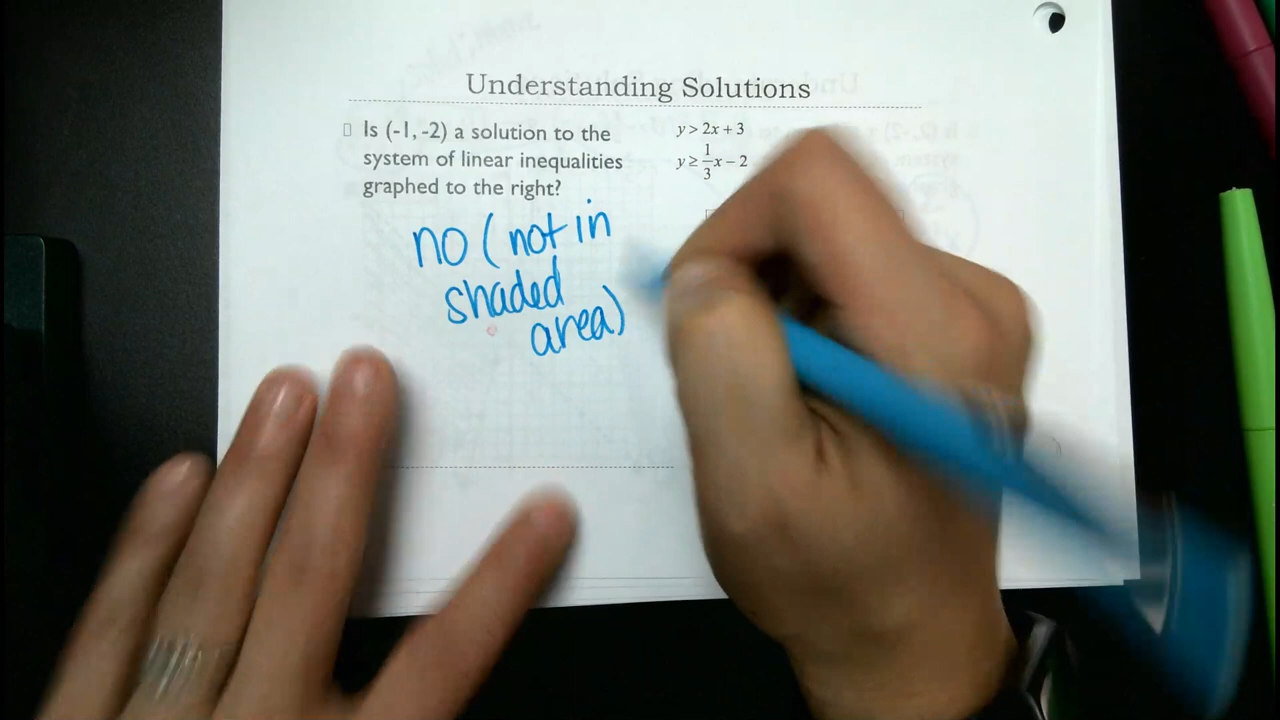 Understanding Solutions
Is (-1, -2) a solution to the
system of linear inequalities
graphed to the right?
y > 2x + 3
y ≥ 1/3 x − 2
no (not in
shaded
area)